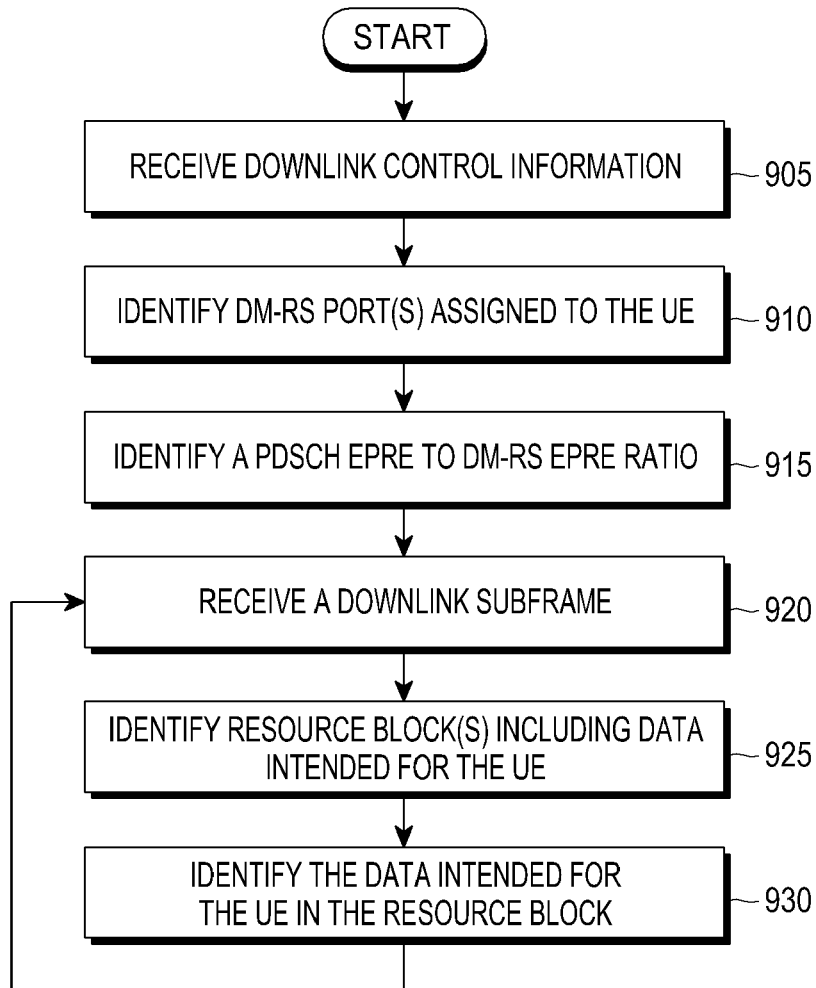 START
RECEIVE DOWNLINK CONTROL INFORMATION
905
IDENTIFY DM-RS PORT(S) ASSIGNED TO THE UE
910
IDENTIFY A PDSCH EPRE TO DM-RS EPRE RATIO
915
RECEIVE A DOWNLINK SUBFRAME
920
IDENTIFY RESOURCE BLOCK(S) INCLUDING DATA
INTENDED FOR THE UE
925
IDENTIFY THE DATA INTENDED FOR
THE UE IN THE RESOURCE BLOCK
930